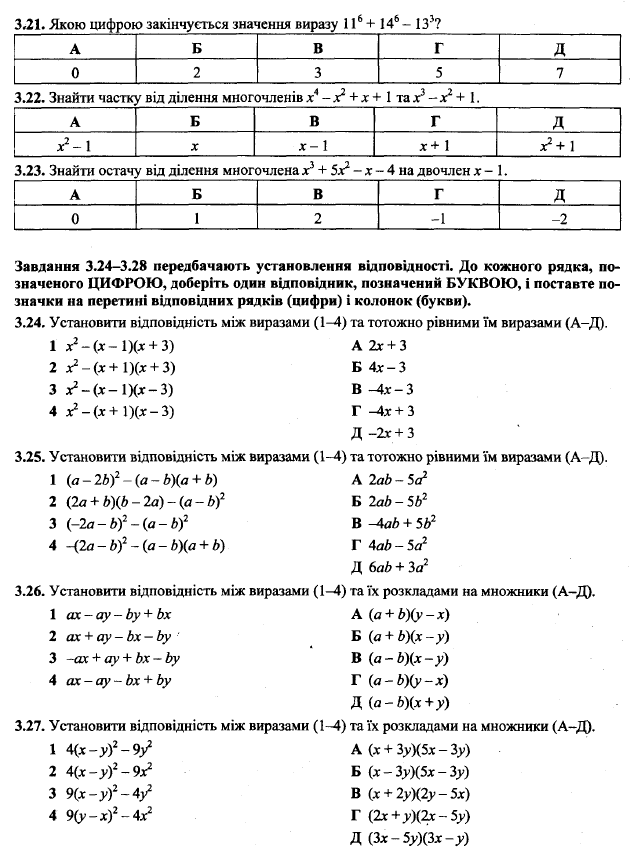 3.21. Якою цифрою закінчується значення виразу 11⁶ + 14⁶ – 13³?
А Б В Г Д
0 2 3 5 7
3.22. Знайти частку від ділення многочленів x⁴ – x² + x + 1 та x³ – x² + 1.
А Б В Г Д
x² – 1 x x – 1 x + 1 x² + 1
3.23. Знайти остачу від ділення многочлена x³ + 5x² – x – 4 на двочлен x – 1.
А Б В Г Д
0 1 2 –1 –2
Завдання 3.24–3.28 передбачають установлення відповідності. До кожного рядка, по-
значеного ЦИФРОЮ, доберіть один відповідник, позначений БУКВОЮ, і поставте по-
значки на перетині відповідних рядків (цифри) і колонок (букви).
3.24. Установити відповідність між виразами (1–4) та тотожно рівними їм виразами (А–Д).
1 x² – (x – 1)(x + 3) А 2x + 3
2 x² – (x + 1)(x + 3) Б 4x – 3
3 x² – (x – 1)(x – 3) В –4x – 3
4 x² – (x + 1)(x – 3) Г –4x + 3
Д –2x + 3
3.25. Установити відповідність між виразами (1–4) та тотожно рівними їм виразами (А–Д).
1 (a – 2b)² – (a – b)(a + b) А 2ab – 5a²
2 (2a + b)(b – 2a) – (a – b)² Б 2ab – 5b²
3 (–2a – b)² – (a – b)² В –4ab + 5b²
4 –(2a – b)² – (a – b)(a + b) Г 4ab – 5a²
Д 6ab + 3a²
3.26. Установити відповідність між виразами (1–4) та їх розкладами на множники (А–Д).
1 ax – ay – by + bx А (a + b)(y – x)
2 ax + ay – bx – by Б (a + b)(x – y)
3 –ax + ay + bx – by В (a – b)(x – y)
4 ax – ay – bx + by Г (a – b)(y – x)
Д (a – b)(x + y)
3.27. Установити відповідність між виразами (1–4) та їх розкладами на множники (А–Д).
1 4(x – y)² – 9y² А (x + 3y)(5x – 3y)
2 4(x – y)² – 9x² Б (x – 3y)(5x – 3y)
3 9(x – y)² – 4y² В (x + 2y)(2y – 5x)
4 9(y – x)² – 4x² Г (2x + y)(2x – 5y)
Д (3x – 5y)(3x – y)